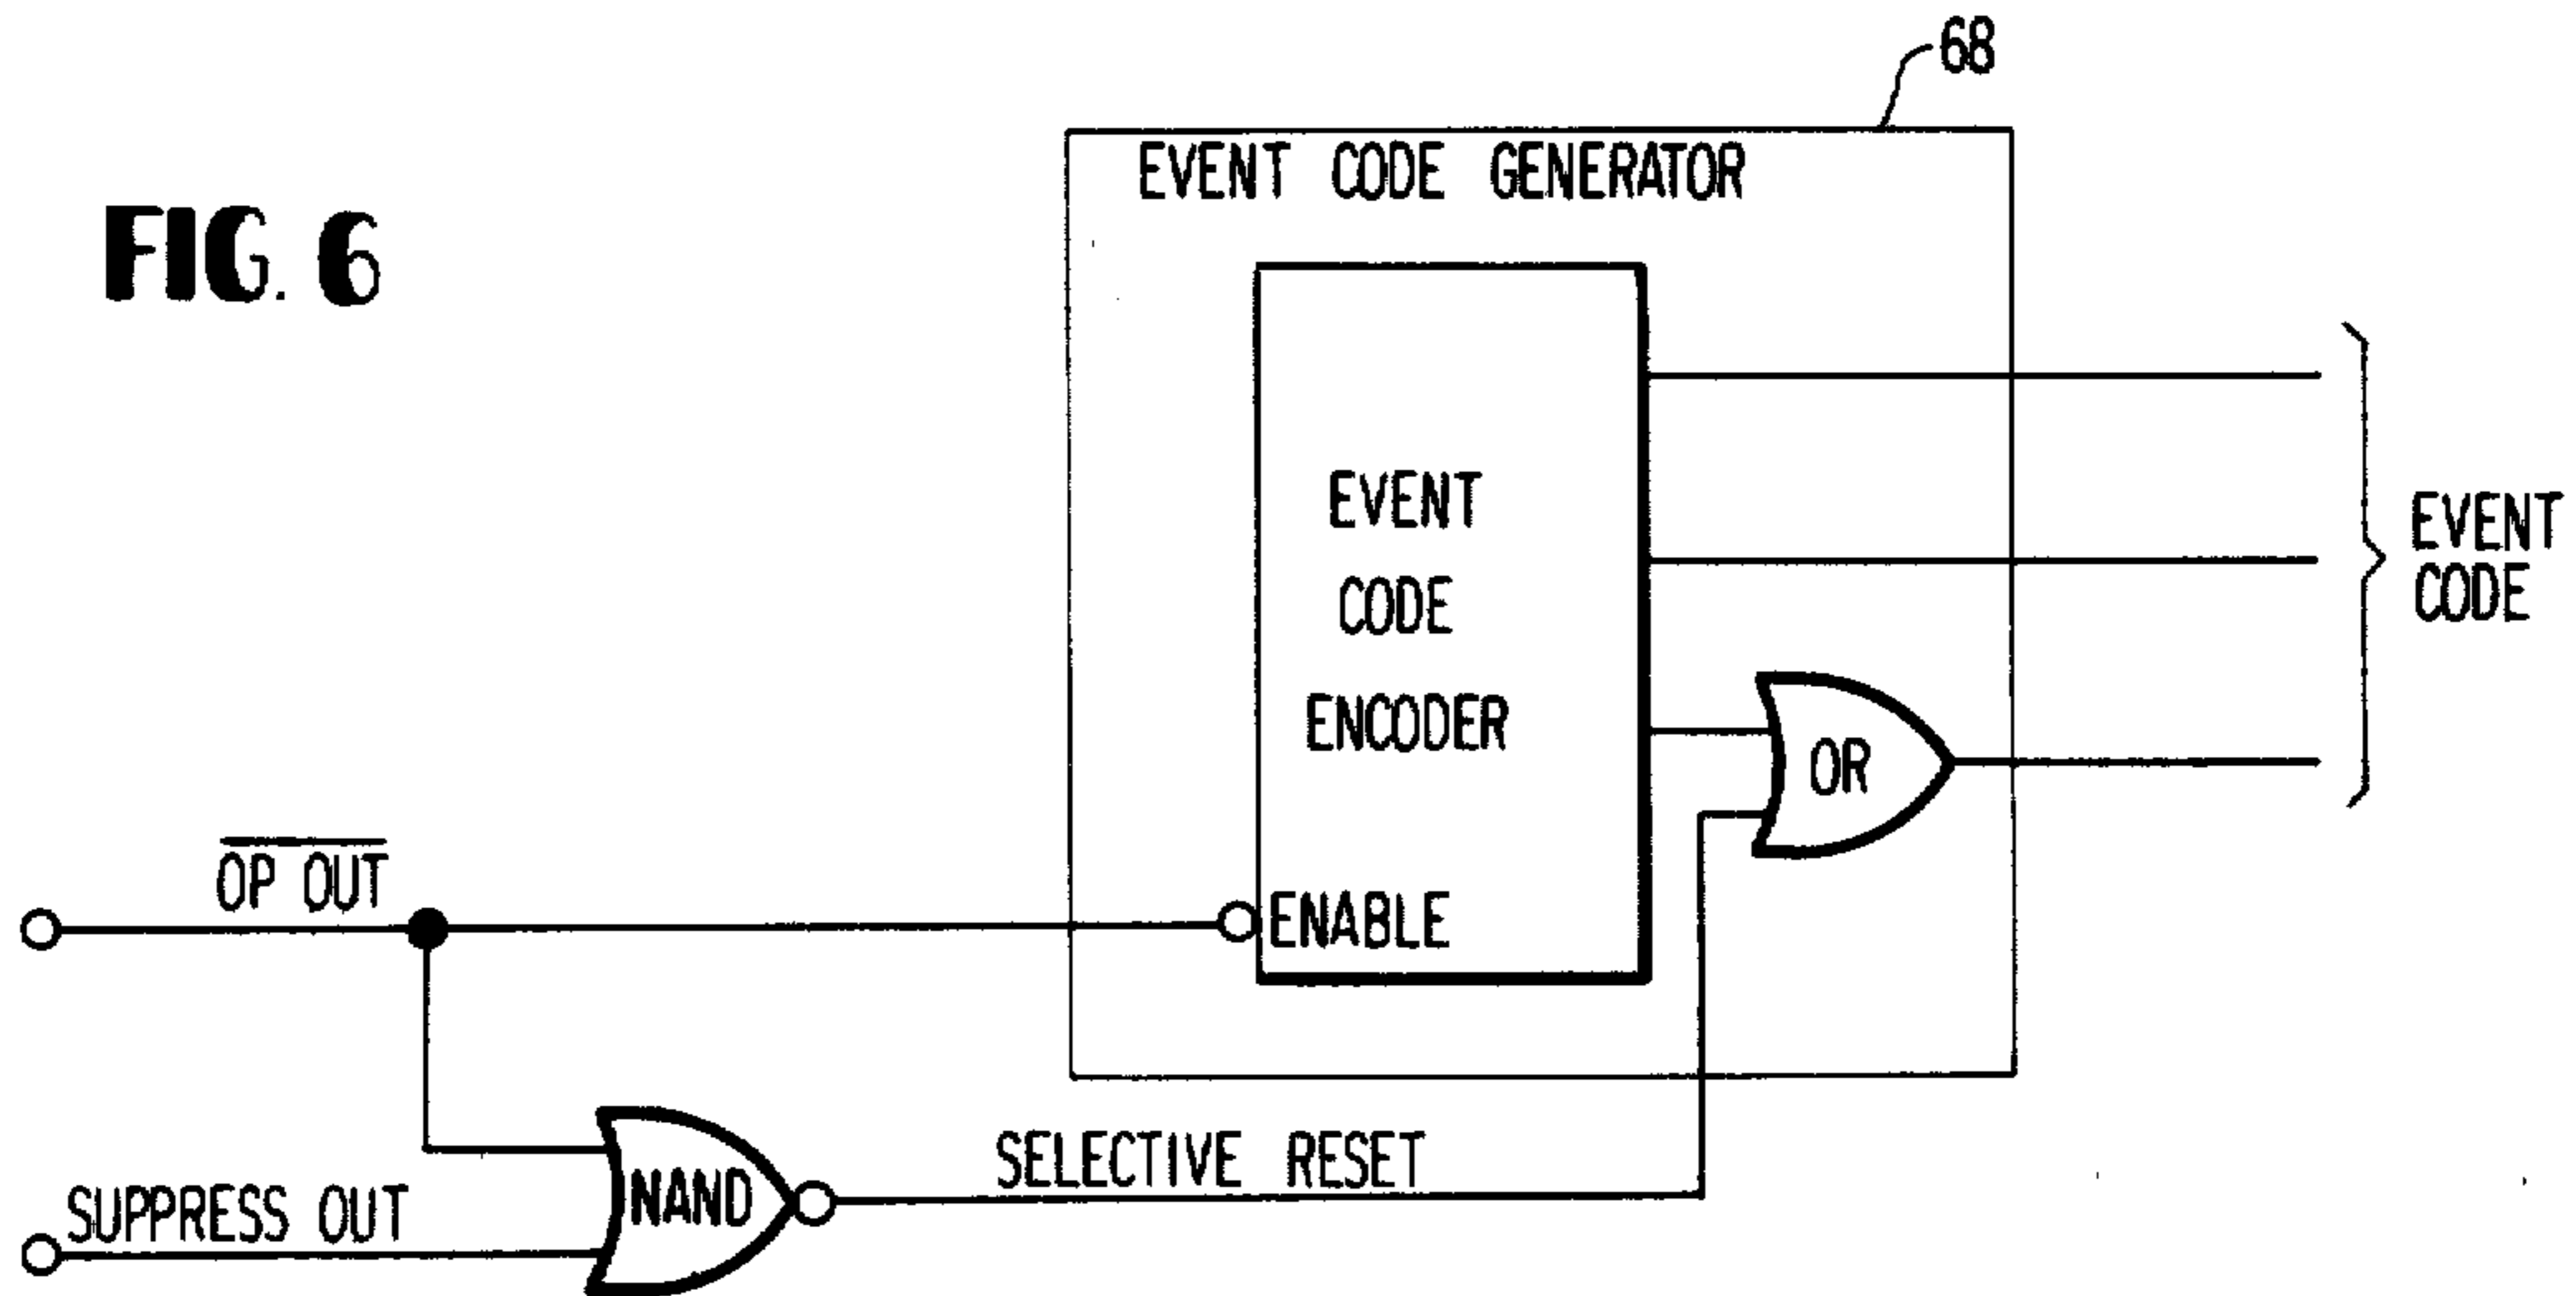 68
EVENT CODE GENERATOR
FIG. 6
EVENT
CODE
ENCODER
EVENT
CODE
OR
OP OUT
ENABLE
SELECTIVE RESET
NAND
SUPPRESS OUT